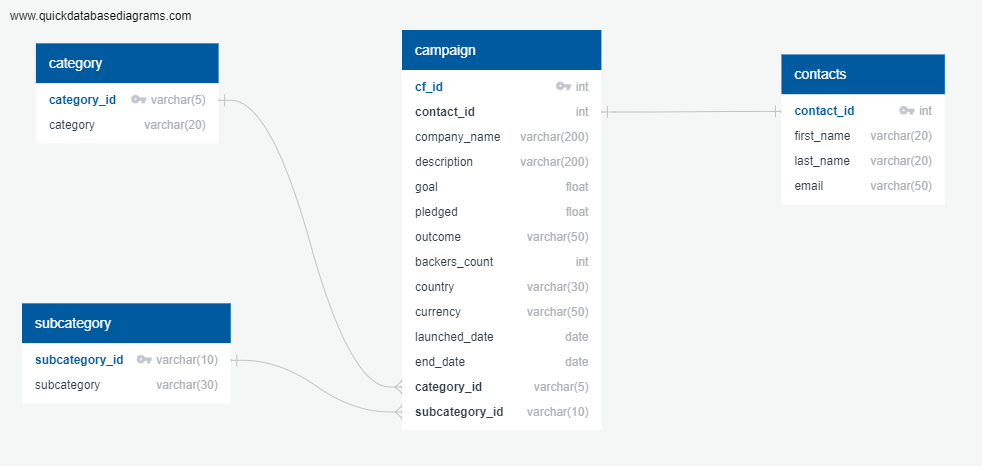 www.quickdatabasediagrams.com
category
category_id varchar(5)
category varchar(20)
subcategory
subcategory_id varchar(10)
subcategory varchar(30)
campaign
cf_id int
contact_id int
company_name varchar(200)
description varchar(200)
goal float
pledged float
outcome varchar(50)
backers_count int
country varchar(30)
currency varchar(50)
launched_date date
end_date date
category_id varchar(5)
subcategory_id varchar(10)
contacts
contact_id int
first_name varchar(20)
last_name varchar(20)
email varchar(50)